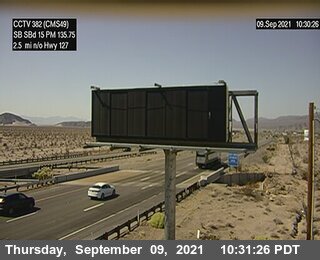 CCTV 382 (CMS49)
SB SBd 15 PM 135.75
2.5 mi n/o Hwy 127
09.Sep 2021 10:30:26
Thursday, September 09, 2021 10:31:26 PDT